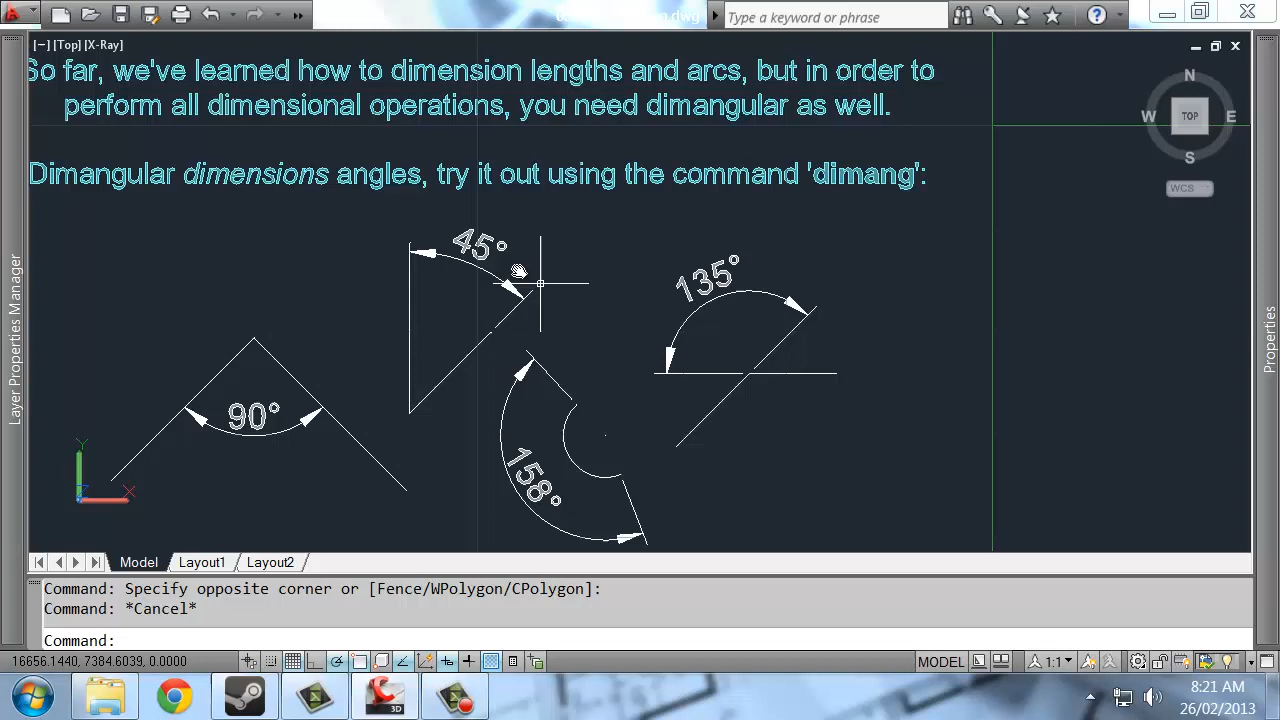 .dwg
Type a keyword or phrase
[−] [Top] [X-Ray]
So far, we've learned how to dimension lengths and arcs, but in order to
perform all dimensional operations, you need dimangular as well.
Dimangular dimensions angles, try it out using the command 'dimang':
N
W TOP E
S
WCS
45°
135°
90°
158°
Y
Z X
Layer Properties Manager
Properties
Model Layout1 Layout2
Command: Specify opposite corner or [Fence/WPolygon/CPolygon]:
Command: *Cancel*
Command:
16656.1440, 7384.6039, 0.0000
MODEL
1:1
3D
8:21 AM
26/02/2013